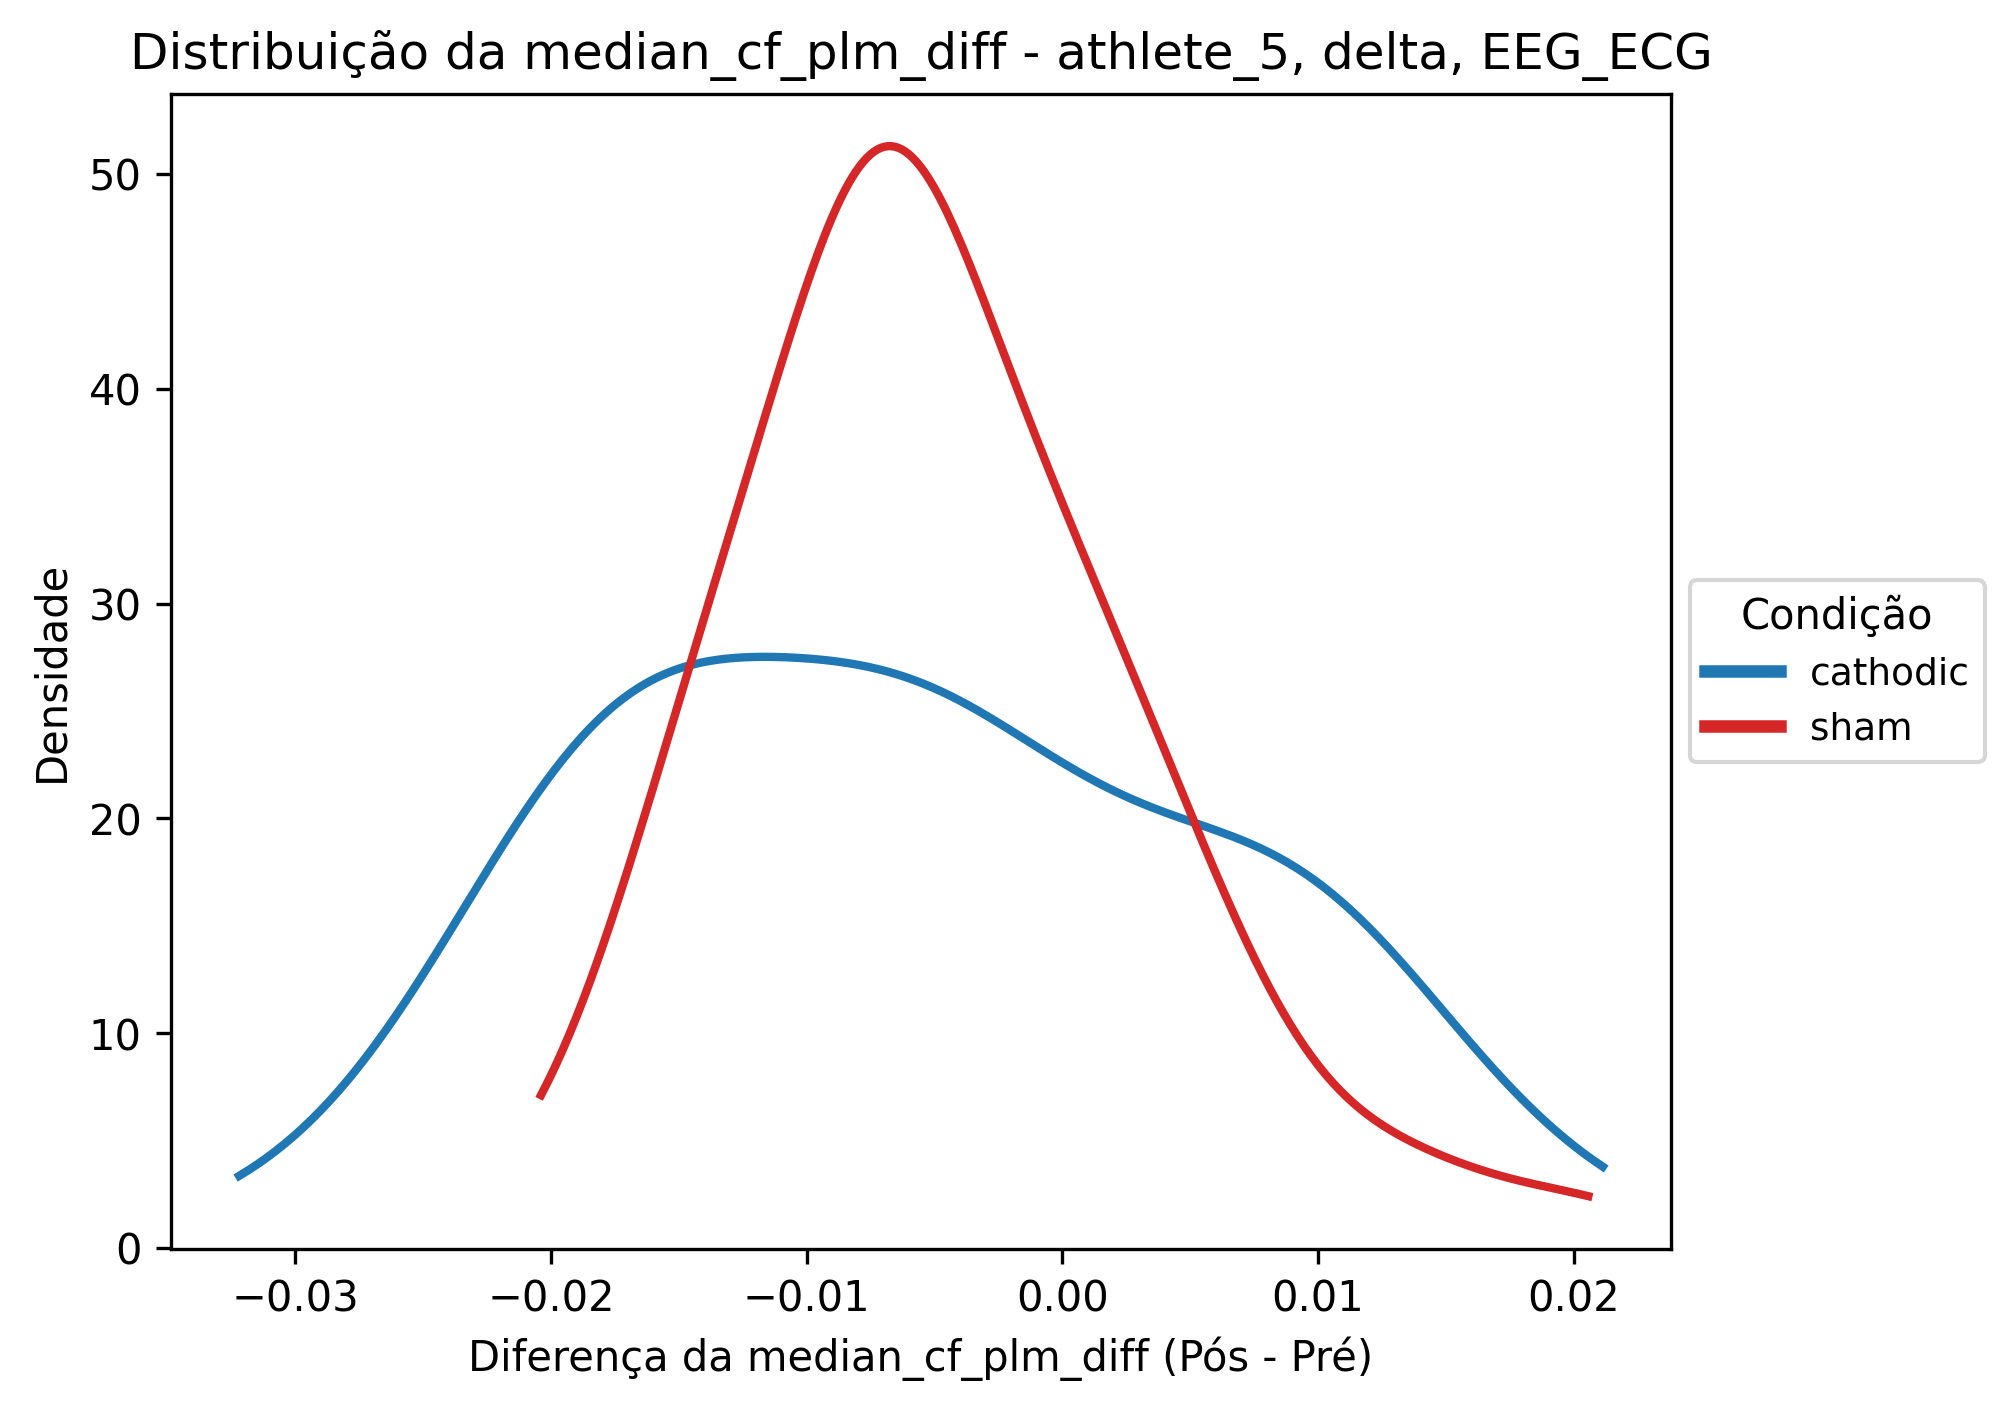 Distribuição da median_cf_plm_diff - athlete_5, delta, EEG_ECG
Densidade
50
40
30
20
10
0
−0.03
−0.02
−0.01
0.00
0.01
0.02
Diferença da median_cf_plm_diff (Pós - Pré)
Condição
cathodic
sham